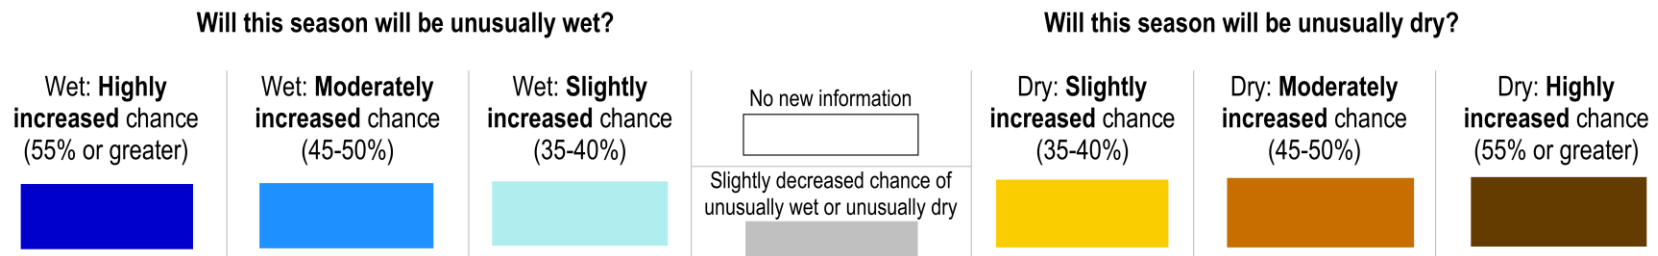 Will this season will be unusually wet?
Will this season will be unusually dry?
Wet: Highly
increased chance
(55% or greater)
Wet: Moderately
increased chance
(45-50%)
Wet: Slightly
increased chance
(35-40%)
No new information
Slightly decreased chance of
unusually wet or unusually dry
Dry: Slightly
increased chance
(35-40%)
Dry: Moderately
increased chance
(45-50%)
Dry: Highly
increased chance
(55% or greater)